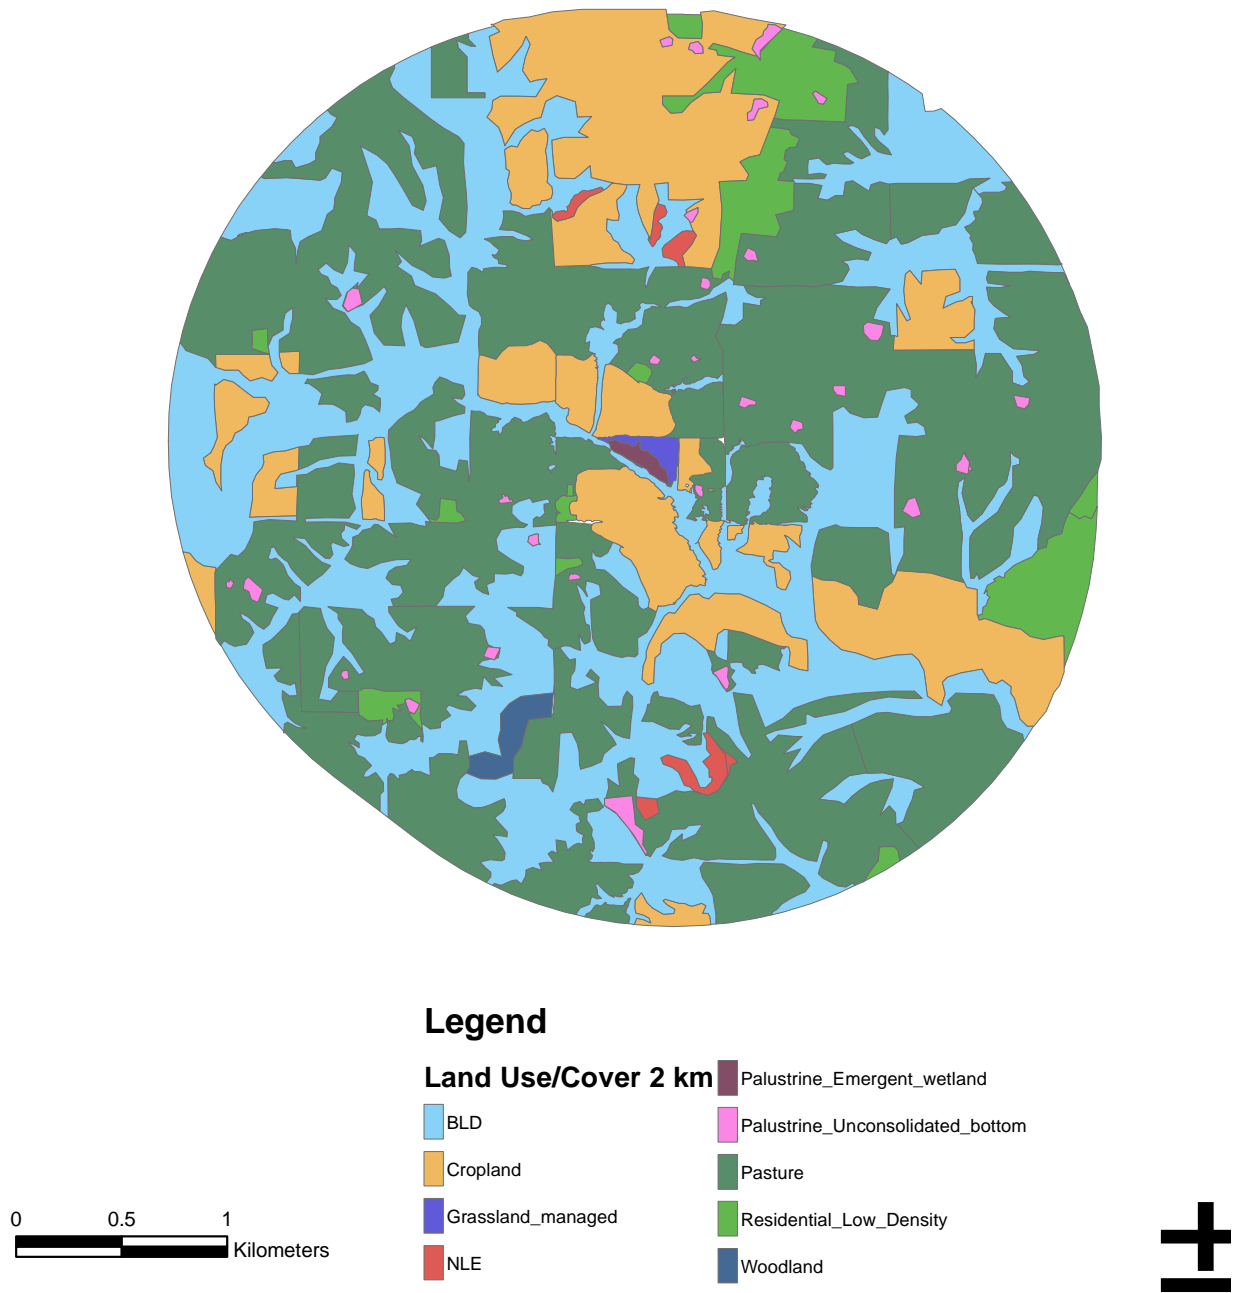 Legend
Land Use/Cover 2 km
BLD
Cropland
Grassland_managed
NLE
Palustrine_Emergent_wetland
Palustrine_Unconsolidated_bottom
Pasture
Residential_Low_Density
Woodland
0 0.5 1
Kilometers